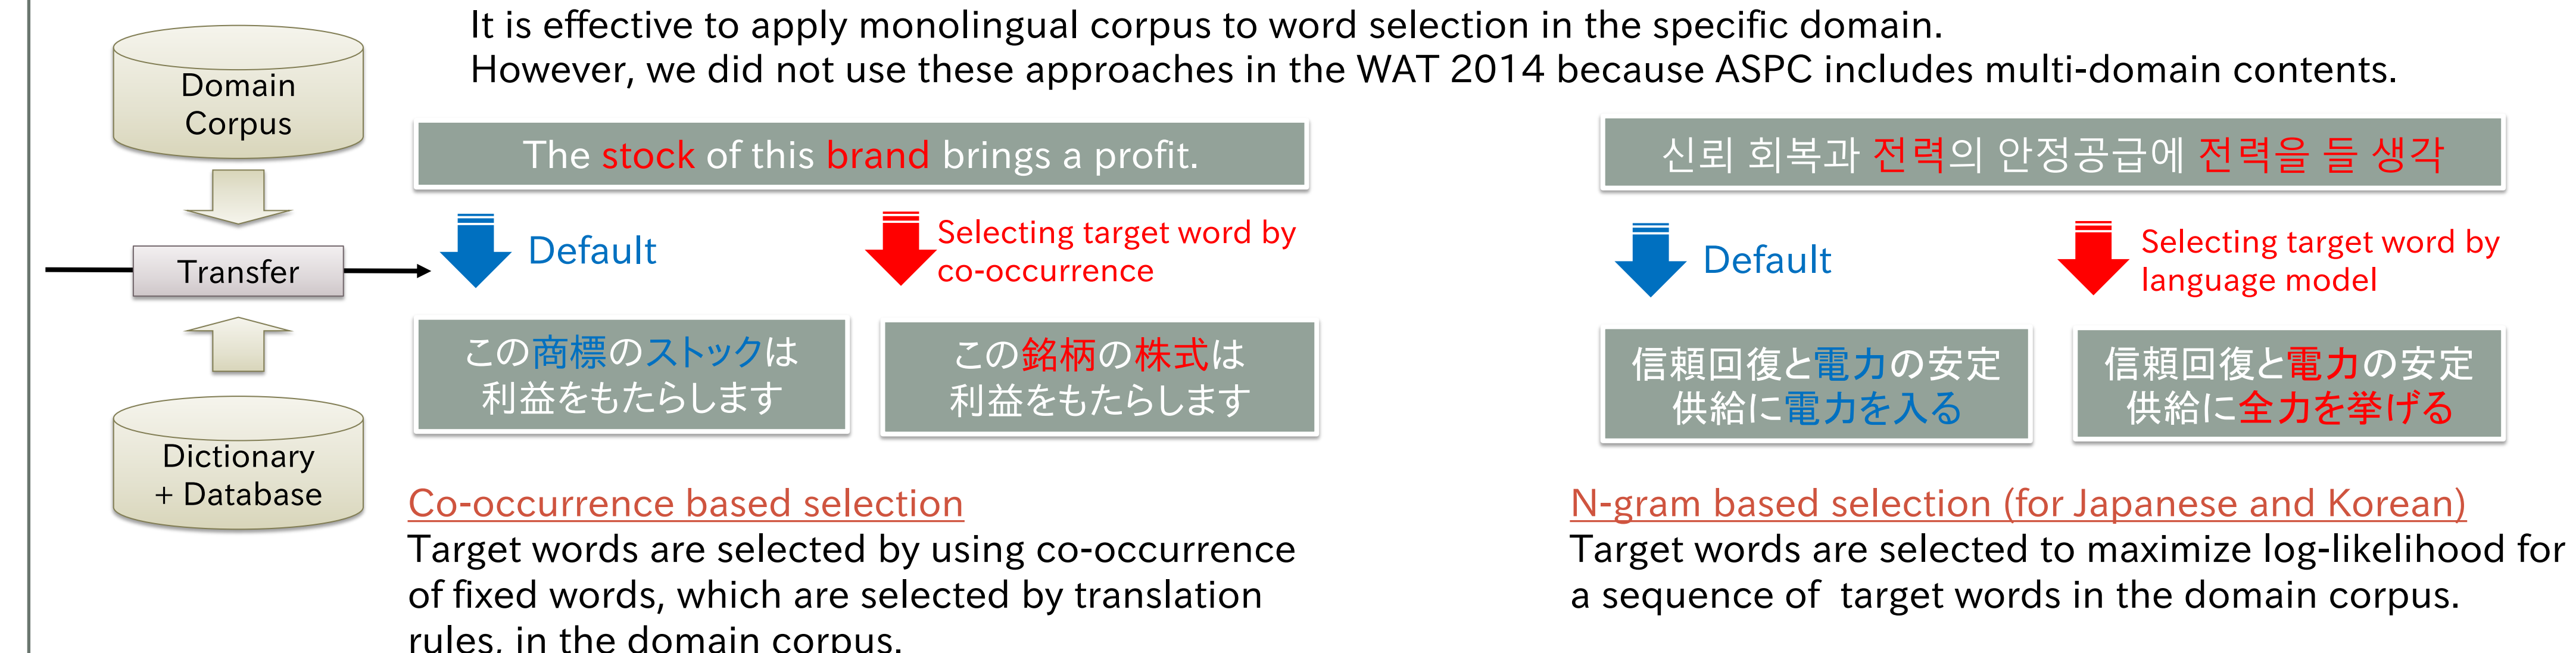 It is effective to apply monolingual corpus to word selection in the specific domain.
However, we did not use these approaches in the WAT 2014 because ASPC includes multi-domain contents.
Domain
Corpus
Transfer
Dictionary
+ Database
The stock of this brand brings a profit.
Default
Selecting target word by
co-occurrence
この商標のストックは
利益をもたらします
この銘柄の株式は
利益をもたらします
Co-occurrence based selection
Target words are selected by using co-occurrence
of fixed words, which are selected by translation
rules, in the domain corpus.
신뢰 회복과 전력의 안정공급에 전력을 들 생각
Default
Selecting target word by
language model
信頼回復と電力の安定
供給に電力を入る
信頼回復と電力の安定
供給に全力を挙げる
N-gram based selection (for Japanese and Korean)
Target words are selected to maximize log-likelihood for
a sequence of target words in the domain corpus.